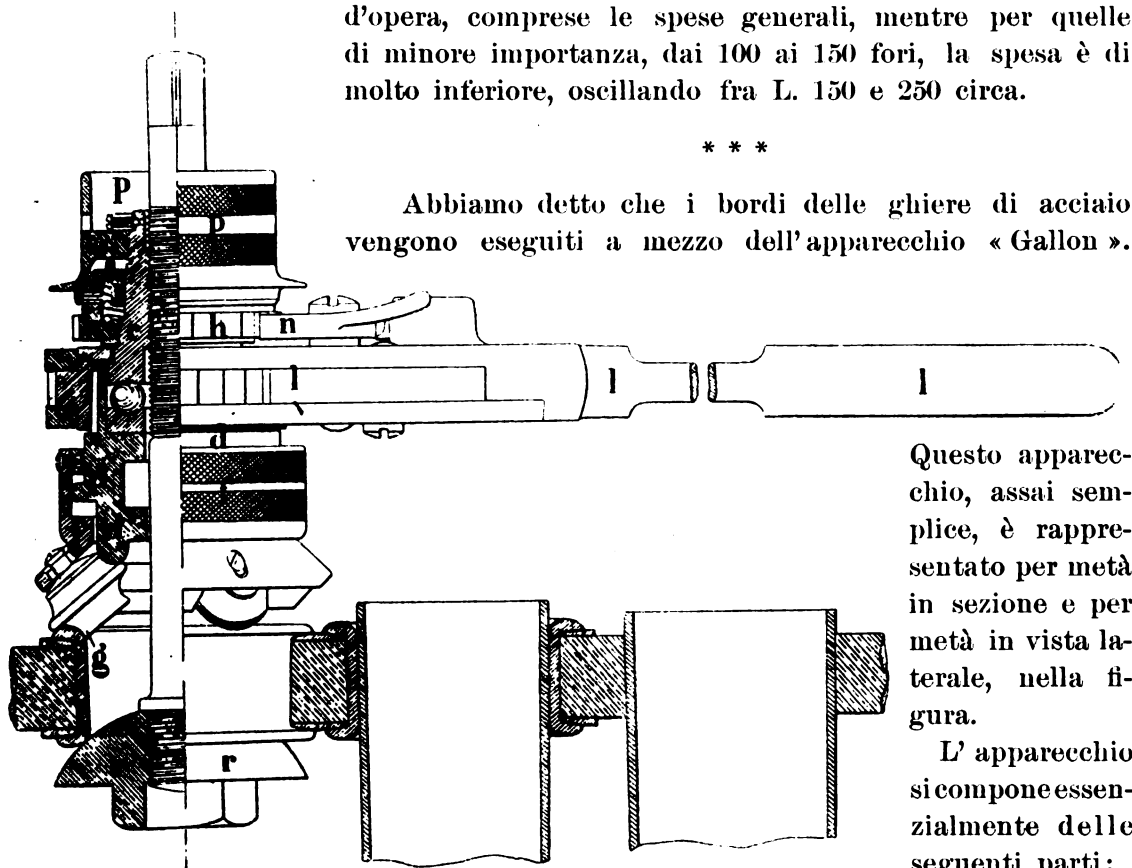 d'opera, comprese le spese generali, mentre per quelle
di minore importanza, dai 100 ai 150 fori, la spesa è di
molto inferiore, oscillando fra L. 150 e 250 circa.
* * *
Abbiamo detto che i bordi delle ghiere di acciaio
vengono eseguiti a mezzo dell'apparecchio « Gallon ».
p
p
h n
l l l
d
f
g
r
Questo apparec-
chio, assai sem-
plice, è rappre-
sentato per metà
in sezione e per
metà in vista la-
terale, nella fi-
gura.
L'apparecchio
si compone essen-
zialmente delle
seguenti parti: